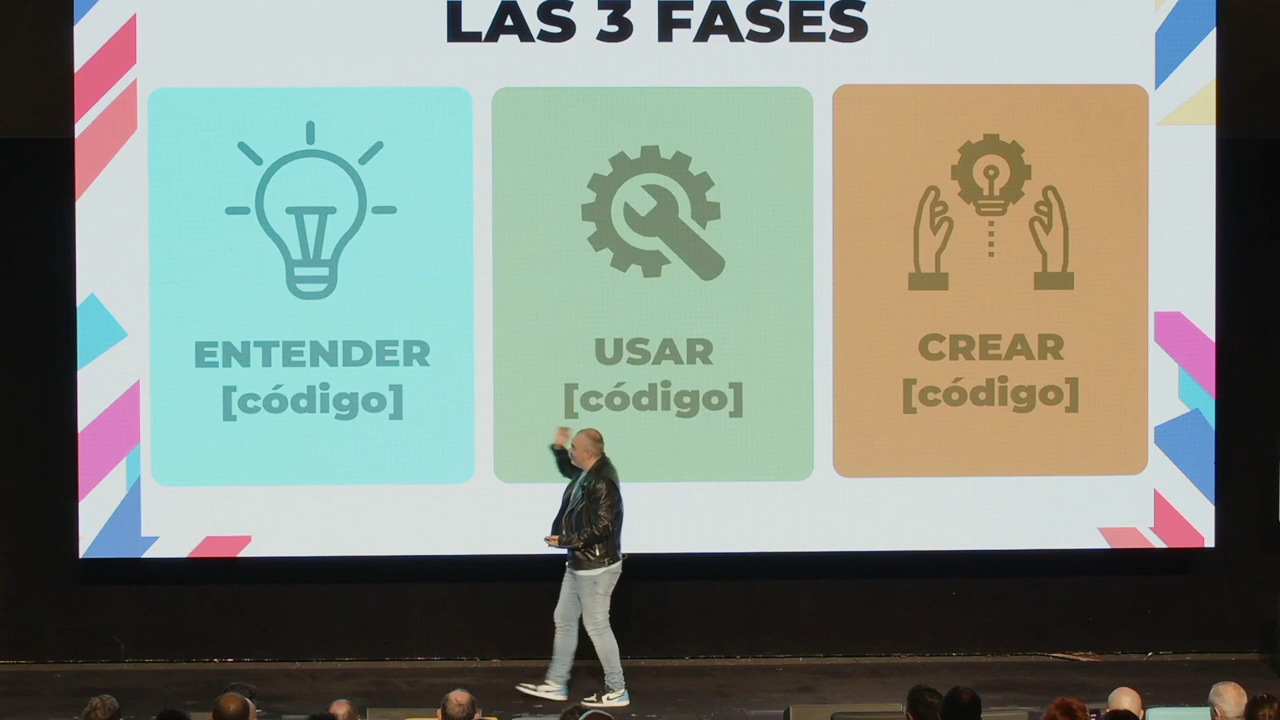 LAS 3 FASES
ENTENDER
[código]
USAR
[código]
CREAR
[código]